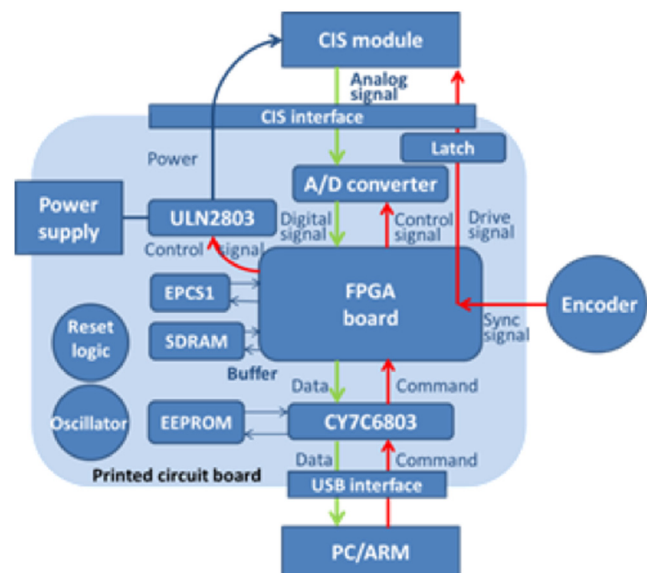 CIS module
Analog
signal
CIS interface
Latch
Power
A/D converter
Power
supply
ULN2803
Digital
signal
Control
signal
Drive
signal
Control signal
EPCS1
FPGA
board
Encoder
Reset
logic
SDRAM
Sync
signal
Buffer
Data
Command
Oscillator
EEPROM
CY7C6803
Data
Command
Printed circuit board
USB interface
PC/ARM